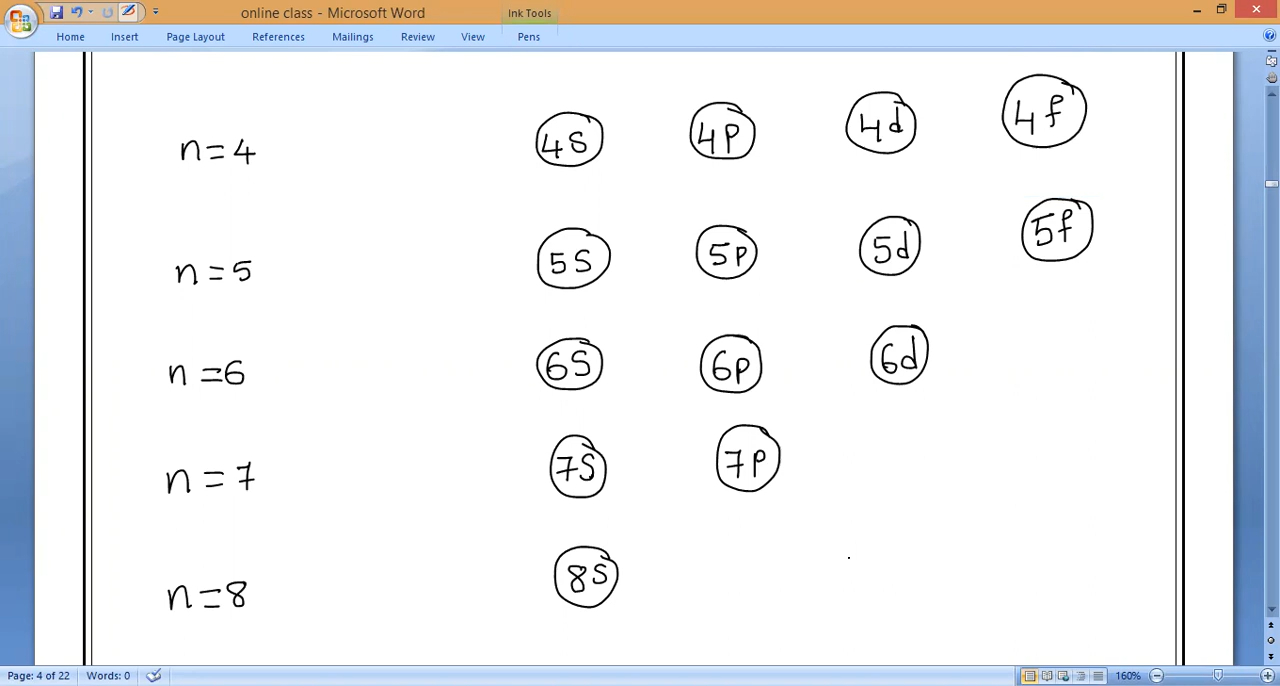 online class - Microsoft Word
Ink Tools
Home Insert Page Layout References Mailings Review View Pens
n=4 4S 4P 4d 4f
n=5 5S 5P 5d 5f
n=6 6S 6P 6d
n=7 7S 7P
n=8 8S
Page: 4 of 22 Words: 0 160%